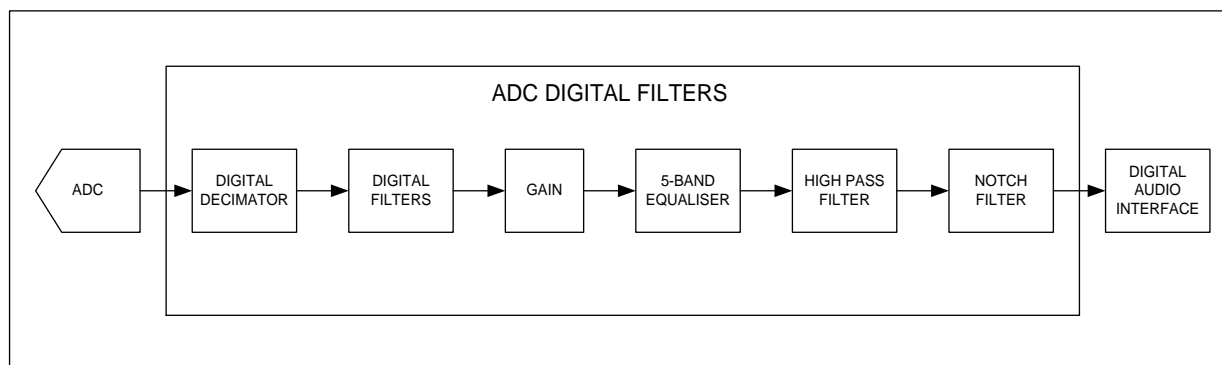 ADC DIGITAL FILTERS
ADC
DIGITAL
DECIMATOR
DIGITAL
FILTERS
GAIN
5-BAND
EQUALISER
HIGH PASS
FILTER
NOTCH
FILTER
DIGITAL
AUDIO
INTERFACE